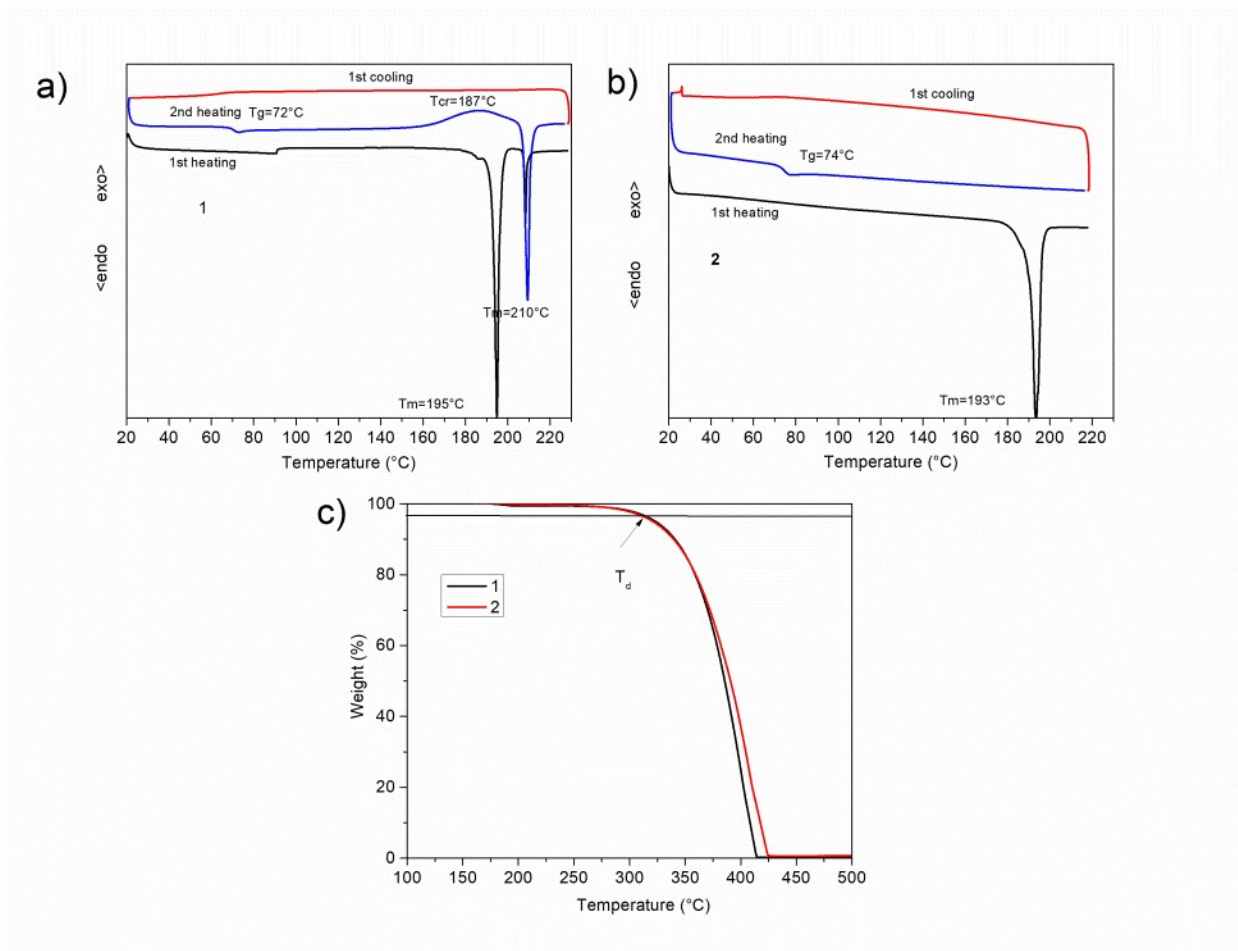 a)
1st cooling
Tcr=187°C
2nd heating Tg=72°C
1st heating
1
<endo exo>
Tm=210°C
Tm=195°C
20 40 60 80 100 120 140 160 180 200 220
Temperature (°C)
b)
1st cooling
2nd heating
Tg=74°C
1st heating
2
<endo exo>
Tm=193°C
20 40 60 80 100 120 140 160 180 200 220
Temperature (°C)
c)
100
80
60
40
20
0
Weight (%)
Td
1
2
100 150 200 250 300 350 400 450 500
Temperature (°C)